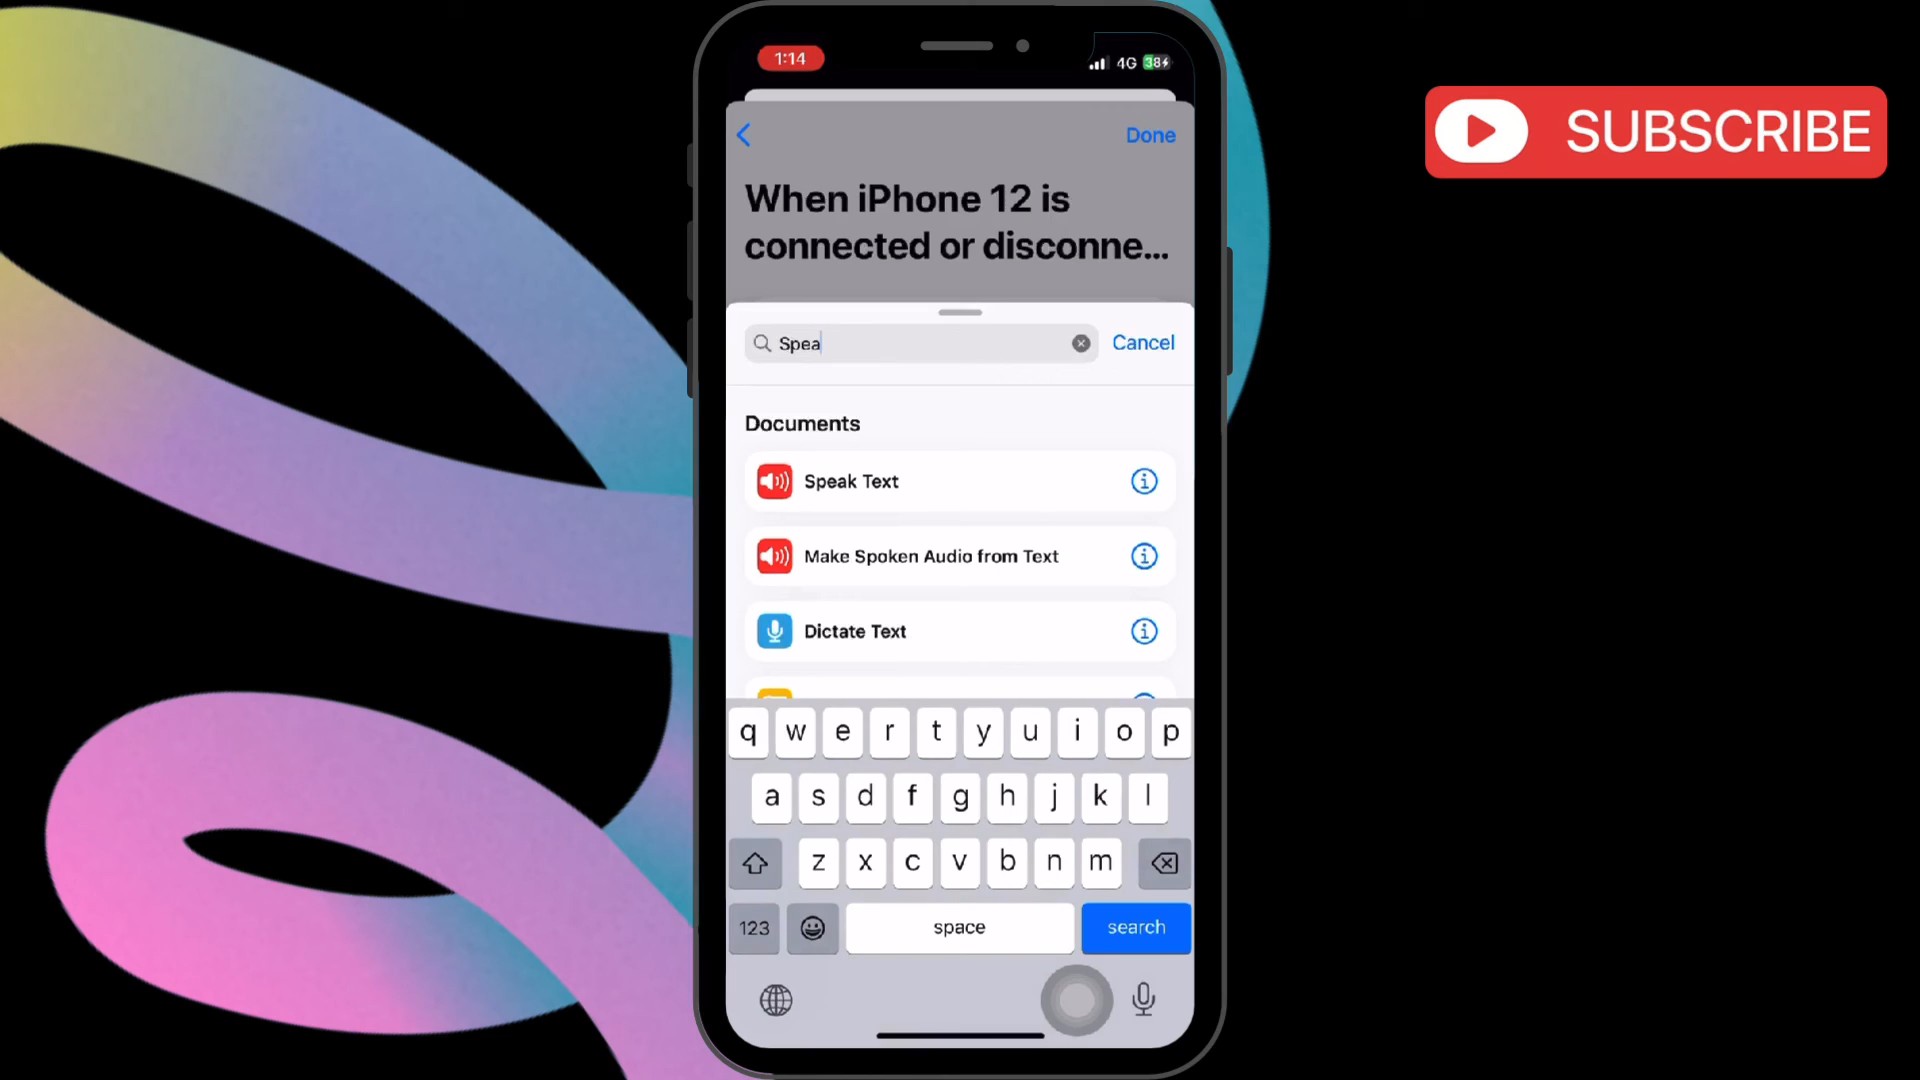 1:14
4G 38
Done
When iPhone 12 is
connected or disconne...
Spea
Cancel
Documents
Speak Text
Make Spoken Audio from Text
Dictate Text
q w e r t y u i o p
a s d f g h j k l
z x c v b n m
123 space search
SUBSCRIBE